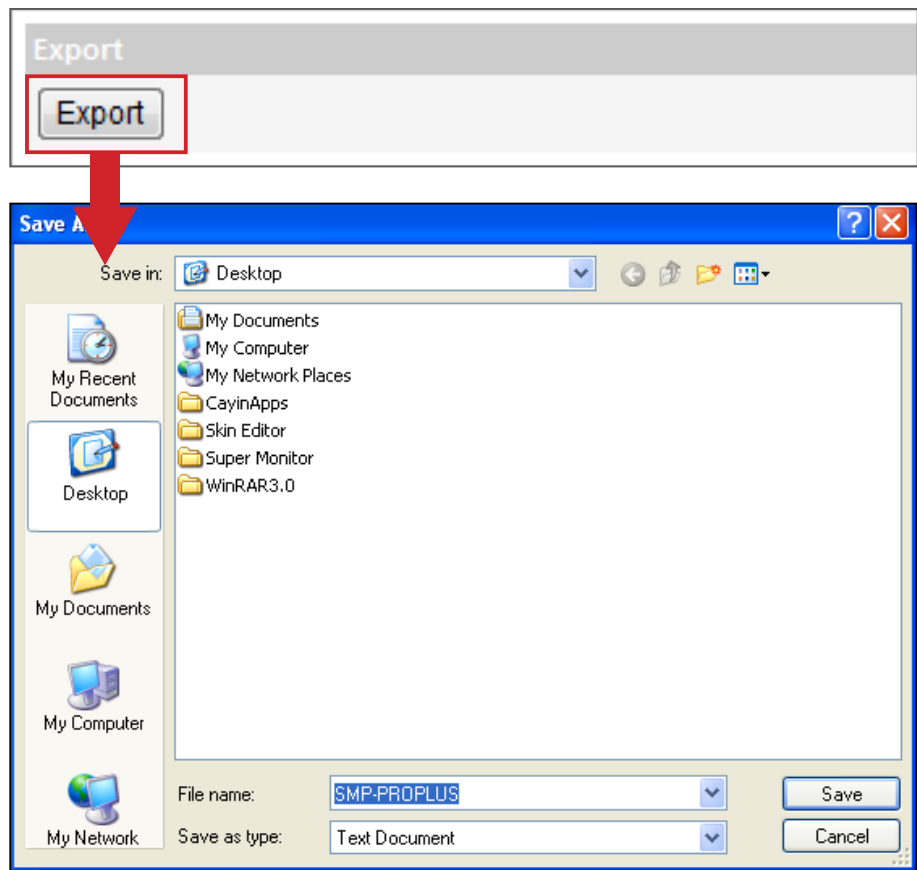 Export
Export
Save A
Save in:
Desktop
My Recent
Documents
Desktop
My Documents
My Computer
My Network
My Documents
My Computer
My Network Places
CayinApps
Skin Editor
Super Monitor
WinRAR3.0
File name:
SMP-PROPLUS
Save
Save as type:
Text Document
Cancel